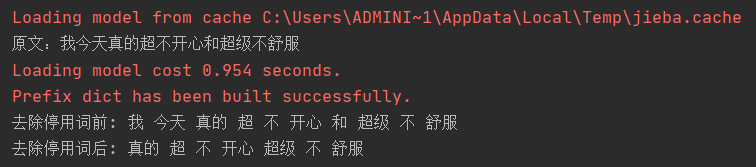 Loading model from cache C:\Users\ADMINI~1\AppData\Local\Temp\jieba.cache
原文：我今天真的超不开心和超级不舒服
Loading model cost 0.954 seconds.
Prefix dict has been built successfully.
去除停用词前: 我 今天 真的 超 不 开心 和 超级 不 舒服
去除停用词后: 真的 超 不 开心 超级 不 舒服